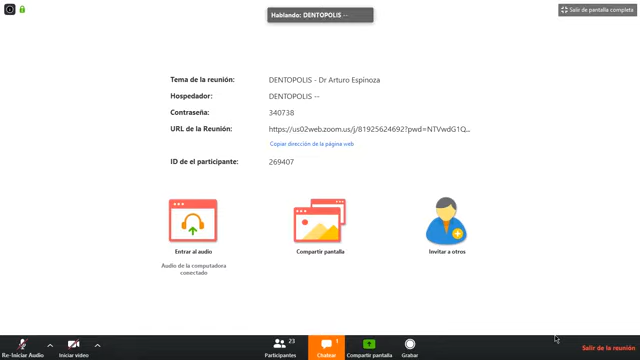 Hablando: DENTOPOLIS --
Salir de pantalla completa
Tema de la reunión: DENTOPOLIS - Dr Arturo Espinoza
Hospedador: DENTOPOLIS --
Contraseña: 340738
URL de la Reunión: https://us02web.zoom.us/j/81925624692?pwd=NTVwdG1Q...
Copiar dirección de la página web
ID de el participante: 269407
Entrar al audio
Compartir pantalla
Invitar a otros
Audio de la computadora
conectado
23
1
Re-Iniciar Audio
Iniciar video
Participantes
Chatear
Compartir pantalla
Grabar
Salir de la reunión